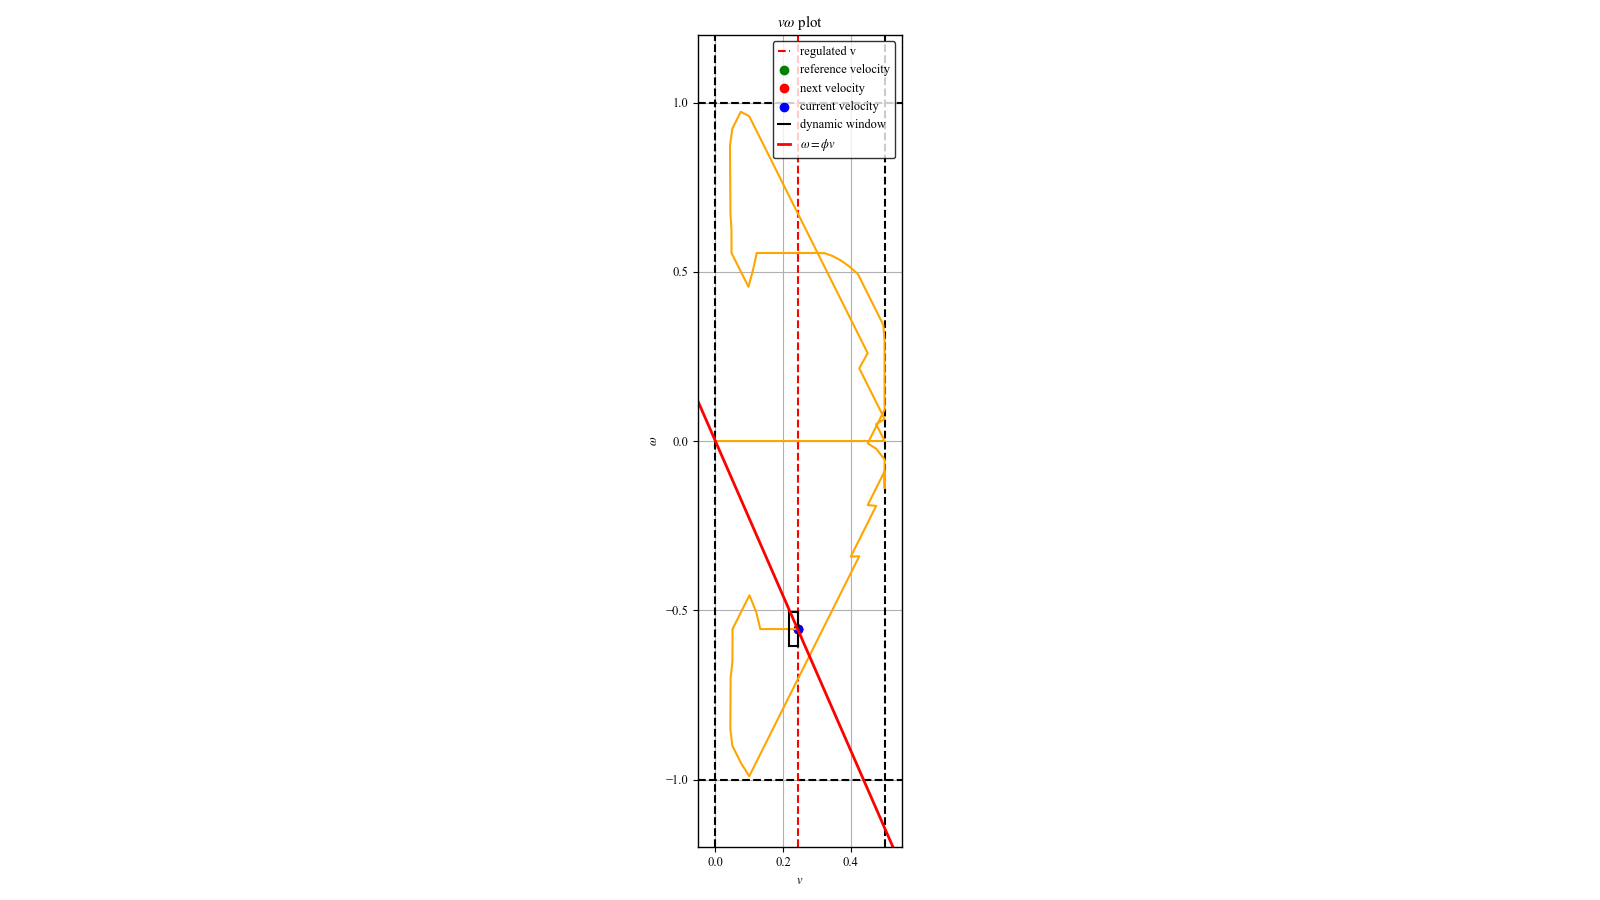 vω plot
regulated v
reference velocity
next velocity
current velocity
dynamic window
ω = ϕv
1.0
0.5
0.0
−0.5
−1.0
ω
0.0 0.2 0.4
v